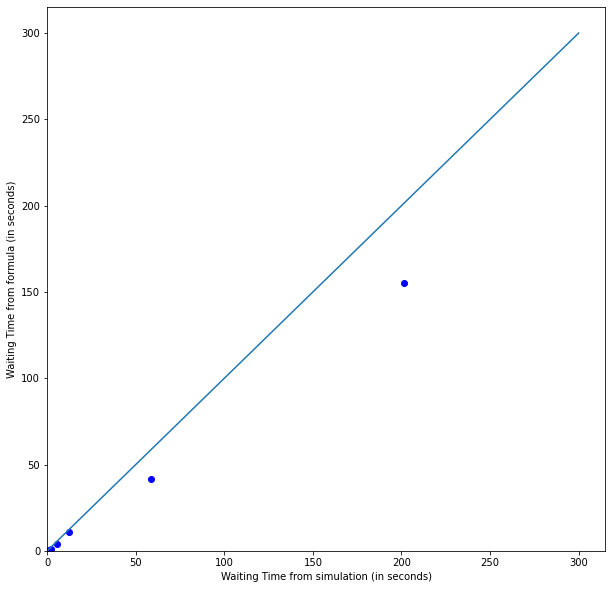 300
250
200
150
100
50
0
Waiting Time from formula (in seconds)
0 50 100 150 200 250 300
Waiting Time from simulation (in seconds)